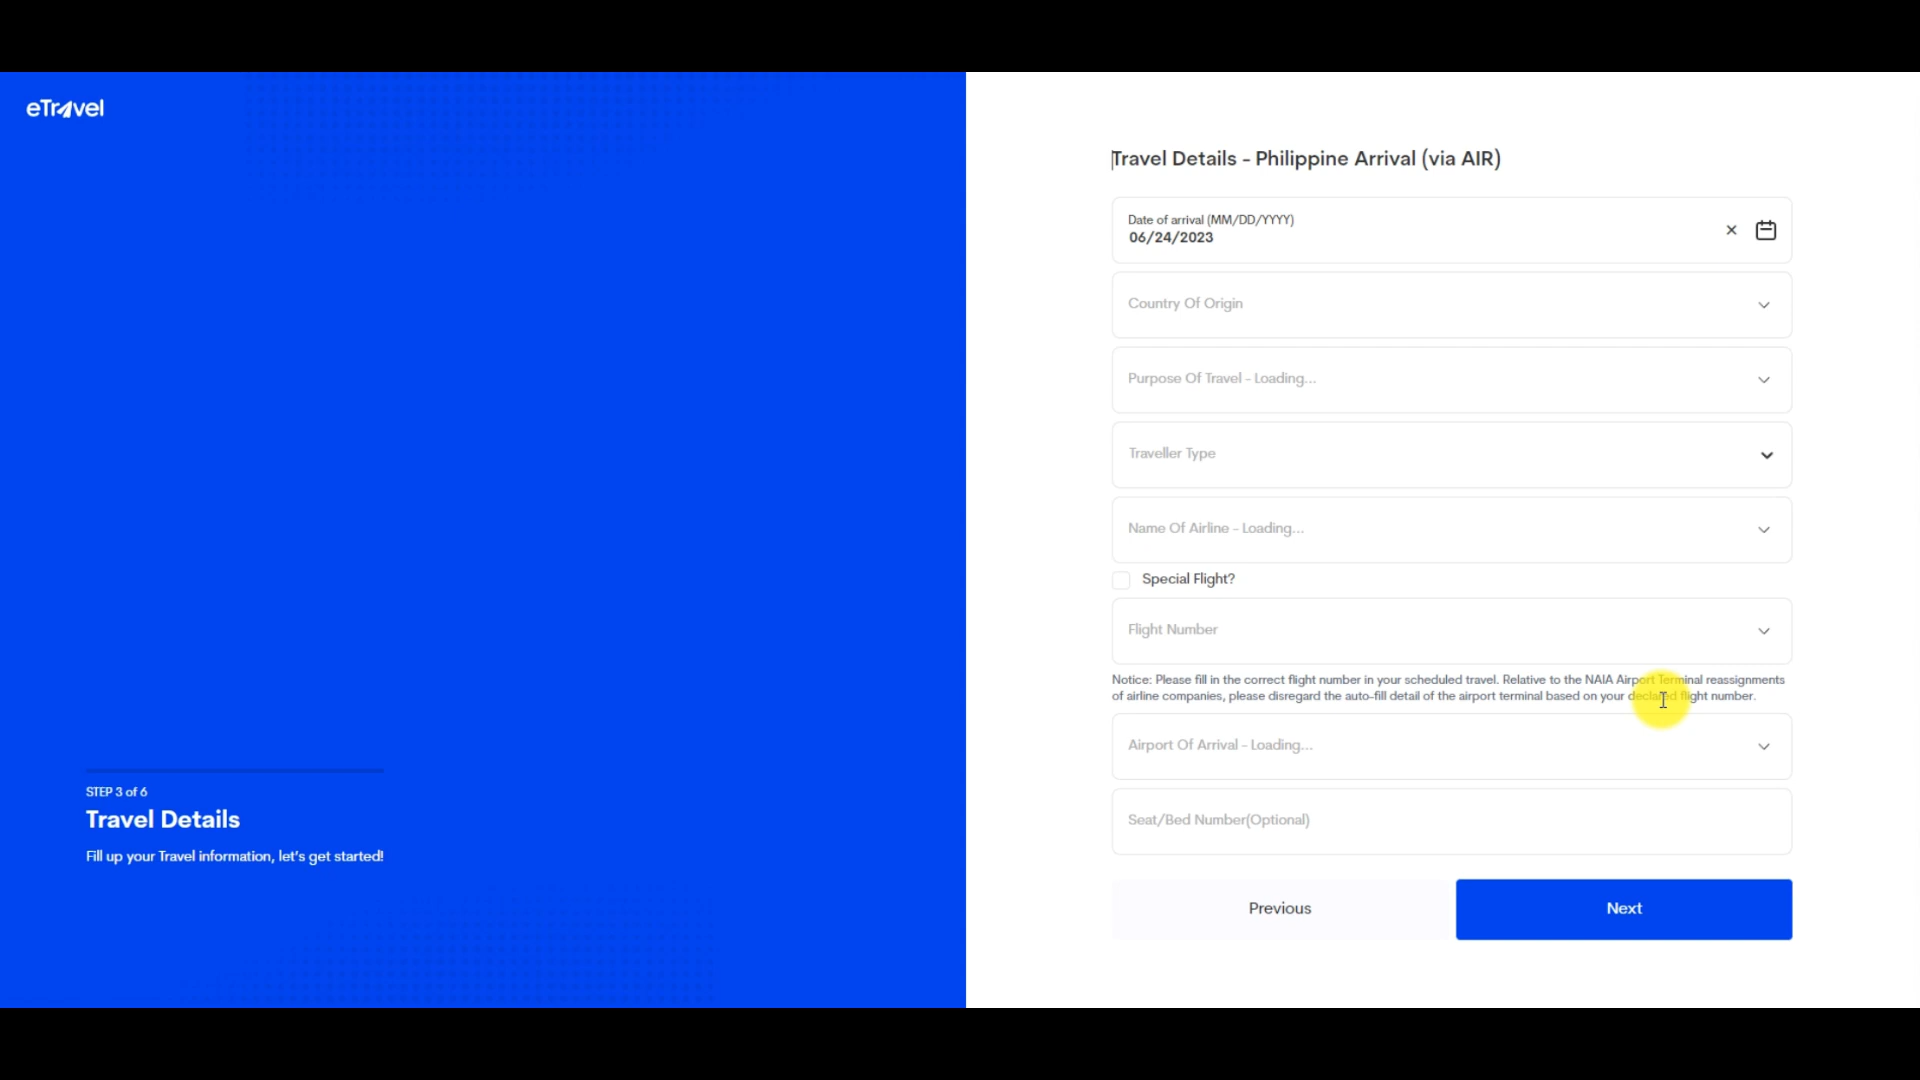 eTravel
Travel Details - Philippine Arrival (via AIR)
Date of arrival (MM/DD/YYYY)
06/24/2023
Country Of Origin
Purpose Of Travel - Loading...
Traveller Type
Name Of Airline - Loading...
Special Flight?
Flight Number
Notice: Please fill in the correct flight number in your scheduled travel. Relative to the NAIA Airport Terminal reassignments
of airline companies, please disregard the auto-fill detail of the airport terminal based on your declared flight number.
Airport Of Arrival - Loading...
Seat/Bed Number(Optional)
Previous
Next
STEP 3 of 6
Travel Details
Fill up your Travel information, let's get started!